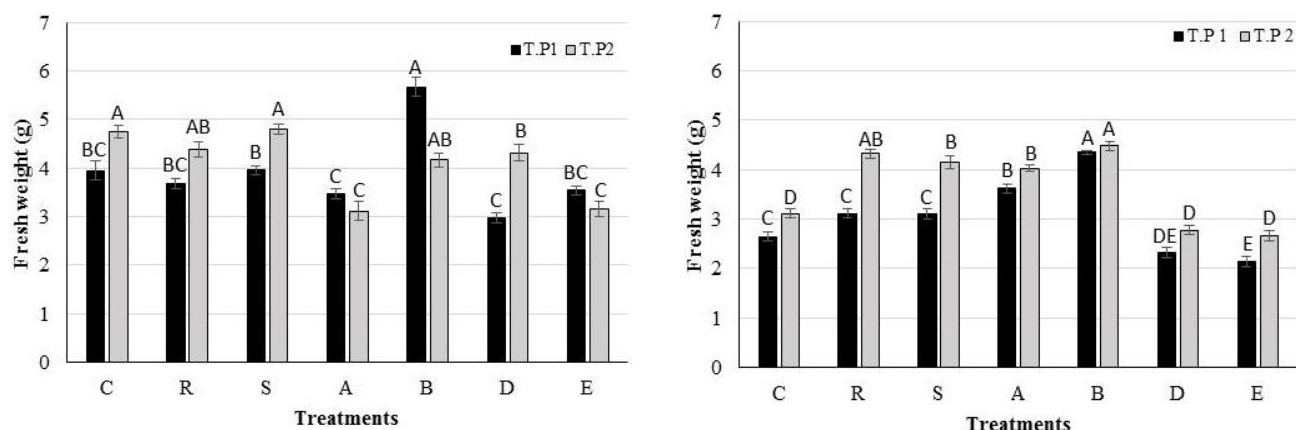 7
6
5
4
3
2
1
0
Fresh weight (g)
T.P1 T.P2
BC A
BC AB
B A
C C
A AB
C B
BC C
C R S A B D E
Treatments
7
6
5
4
3
2
1
0
Fresh weight (g)
T.P 1 T.P 2
C D
C AB
C B
B B
A A
DE D
E D
C R S A B D E
Treatments